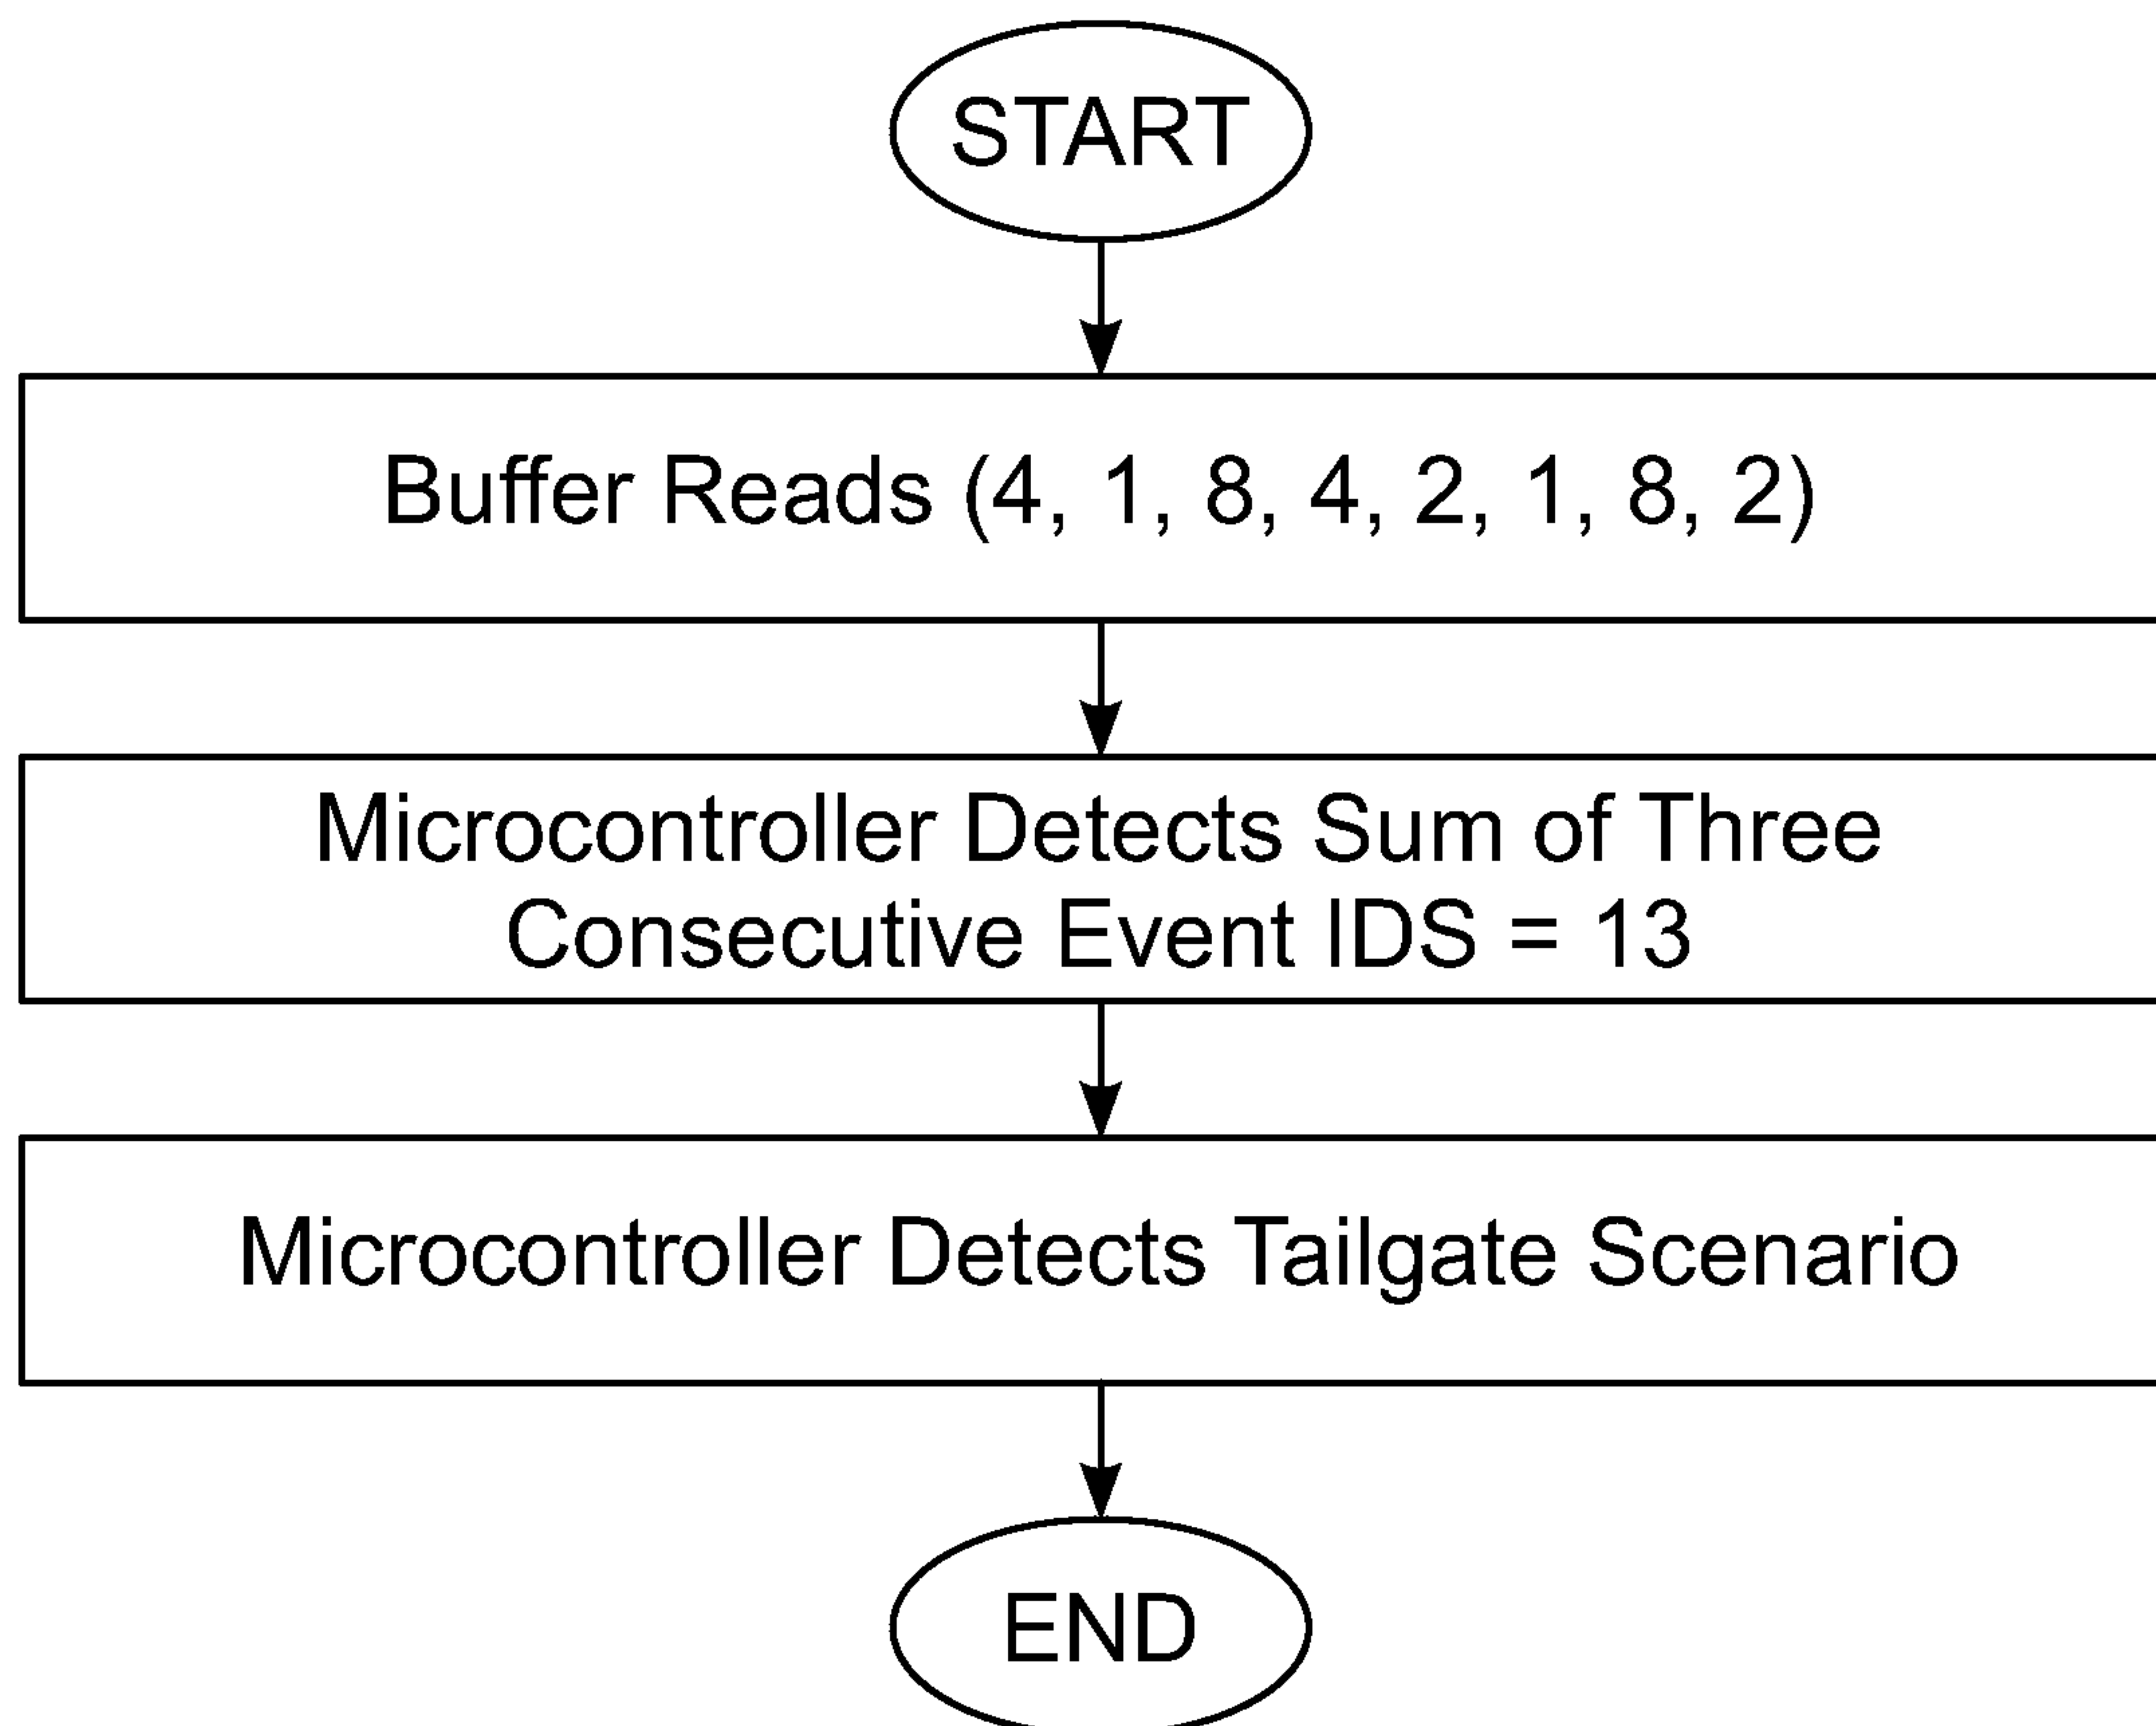 START
Buffer Reads (4, 1, 8, 4, 2, 1, 8, 2)
Microcontroller Detects Sum of Three
Consecutive Event IDS = 13
Microcontroller Detects Tailgate Scenario
END